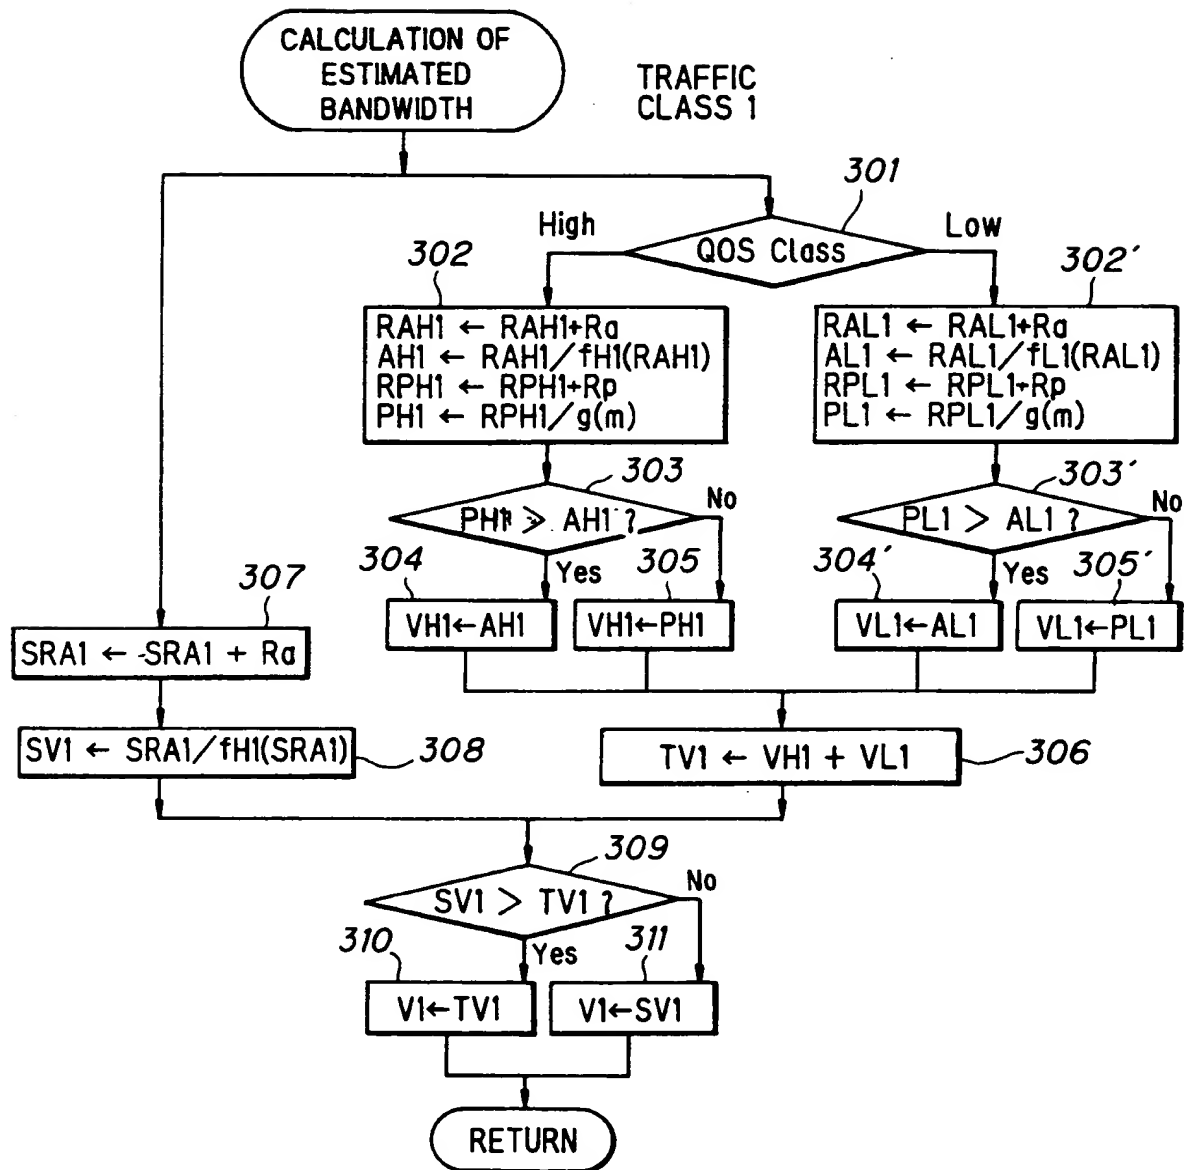 CALCULATION OF
ESTIMATED
BANDWIDTH
TRAFFIC
CLASS 1
301
High
Low
QOS Class
302
302´
RAH1 ← RAH1+Ra
AH1 ← RAH1/fH1(RAH1)
RPH1 ← RPH1+Rp
PH1 ← RPH1/g(m)
RAL1 ← RAL1+Ra
AL1 ← RAL1/fL1(RAL1)
RPL1 ← RPL1+Rp
PL1 ← RPL1/g(m)
303
303´
PH1 > AH1 ?
No
PL1 > AL1 ?
No
304
Yes
305
304´
Yes
305´
307
VH1←AH1
VH1←PH1
VL1←AL1
VL1←PL1
SRA1 ← SRA1 + Ra
SV1 ← SRA1/fH1(SRA1)
308
TV1 ← VH1 + VL1
306
309
SV1 > TV1 ?
No
310
Yes
311
V1←TV1
V1←SV1
RETURN